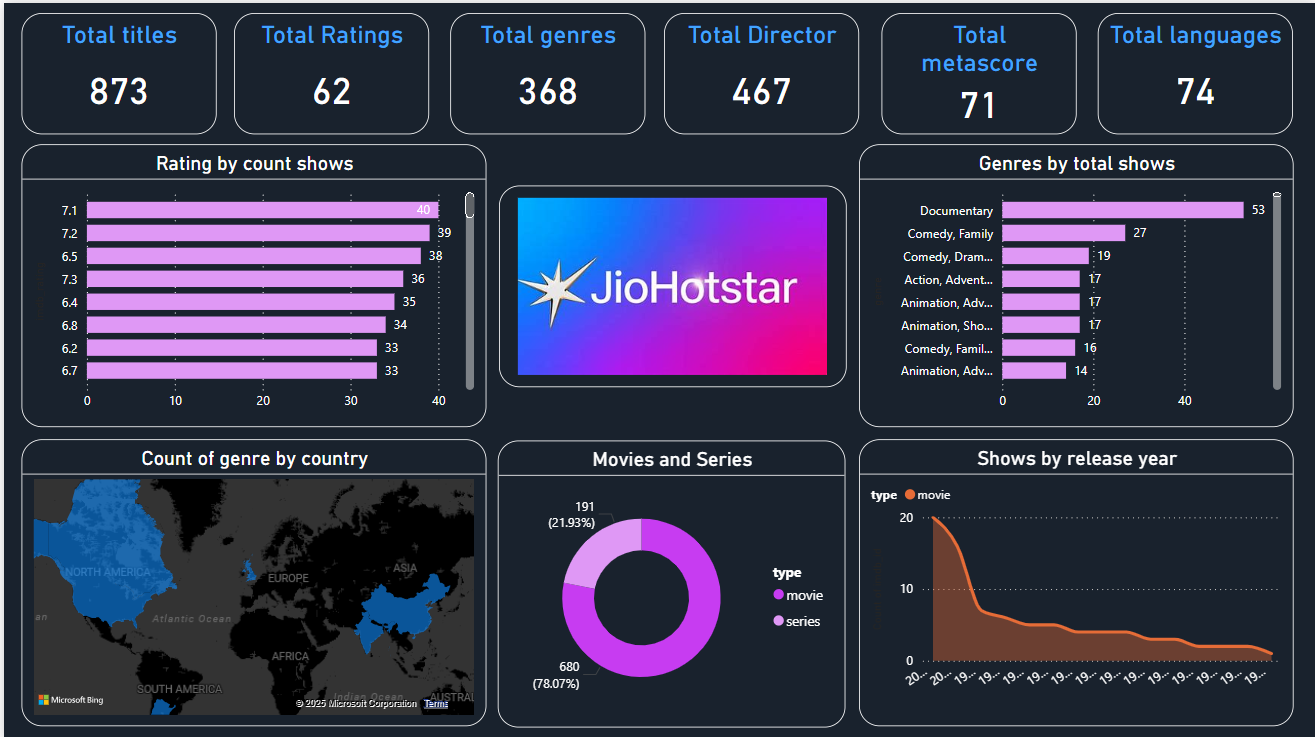 Total titles
873
Total Ratings
62
Total genres
368
Total Director
467
Total
metascore
71
Total languages
74
Rating by count shows
7.1
40
7.2
39
6.5
38
7.3
36
6.4
35
6.8
34
6.2
33
6.7
33
0 10 20 30 40
JioHotstar
Genres by total shows
Documentary
53
Comedy, Family
27
Comedy, Dram...
19
Action, Advent...
17
Animation, Adv...
17
Animation, Sho...
17
Comedy, Famil...
16
Animation, Adv...
14
0 20 40
Count of genre by country
NORTH AMERICA
EUROPE
ASIA
an
Atlantic Ocean
AFRICA
SOUTH AMERICA
Indian Ocean
AUSTRAL
Microsoft Bing
© 2025 Microsoft Corporation Terms
Movies and Series
191
(21.93%)
680
(78.07%)
type
movie
series
Shows by release year
type movie
20
10
0
20... 20... 19... 19... 19... 19... 19... 19... 19... 19... 19... 19... 19... 19...